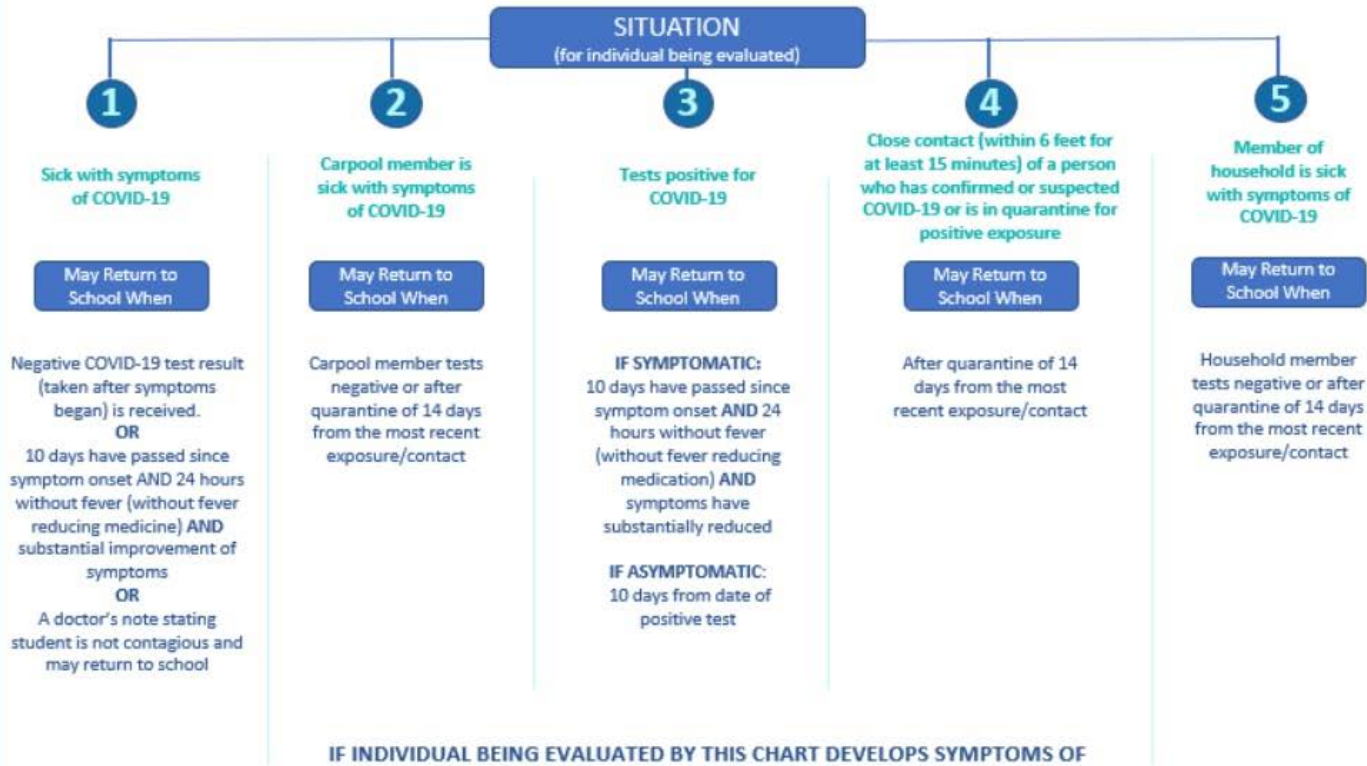 SITUATION
(for individual being evaluated)
1
Sick with symptoms
of COVID-19
May Return to
School When
Negative COVID-19 test result
(taken after symptoms
began) is received.
OR
10 days have passed since
symptom onset AND 24 hours
without fever (without fever
reducing medicine) AND
substantial improvement of
symptoms
OR
A doctor's note stating
student is not contagious and
may return to school
2
Carpool member is
sick with symptoms
of COVID-19
May Return to
School When
Carpool member tests
negative or after
quarantine of 14 days
from the most recent
exposure/contact
3
Tests positive for
COVID-19
May Return to
School When
IF SYMPTOMATIC:
10 days have passed since
symptom onset AND 24
hours without fever
(without fever reducing
medication) AND
symptoms have
substantially reduced
IF ASYMPTOMATIC:
10 days from date of
positive test
4
Close contact (within 6 feet for
at least 15 minutes) of a person
who has confirmed or suspected
COVID-19 or is in quarantine for
positive exposure
May Return to
School When
After quarantine of 14
days from the most
recent exposure/contact
5
Member of
household is sick
with symptoms of
COVID-19
May Return to
School When
Household member
tests negative or after
quarantine of 14 days
from the most recent
exposure/contact
IF INDIVIDUAL BEING EVALUATED BY THIS CHART DEVELOPS SYMPTOMS OF